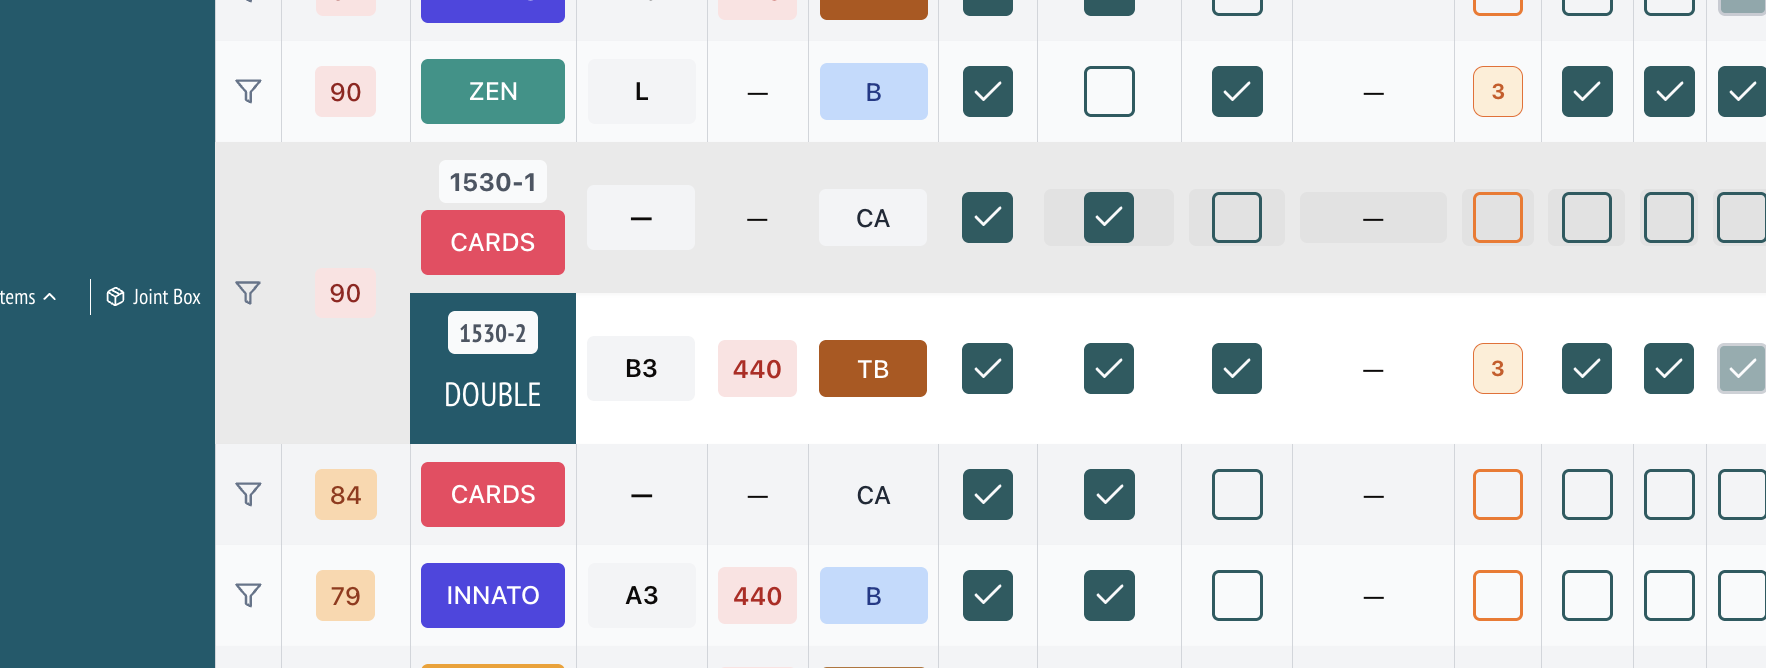 90 ZEN L — B — 3
1530-1
CARDS — — CA —
tems Joint Box 90
1530-2
DOUBLE B3 440 TB — 3
84 CARDS — — CA —
79 INNATO A3 440 B —